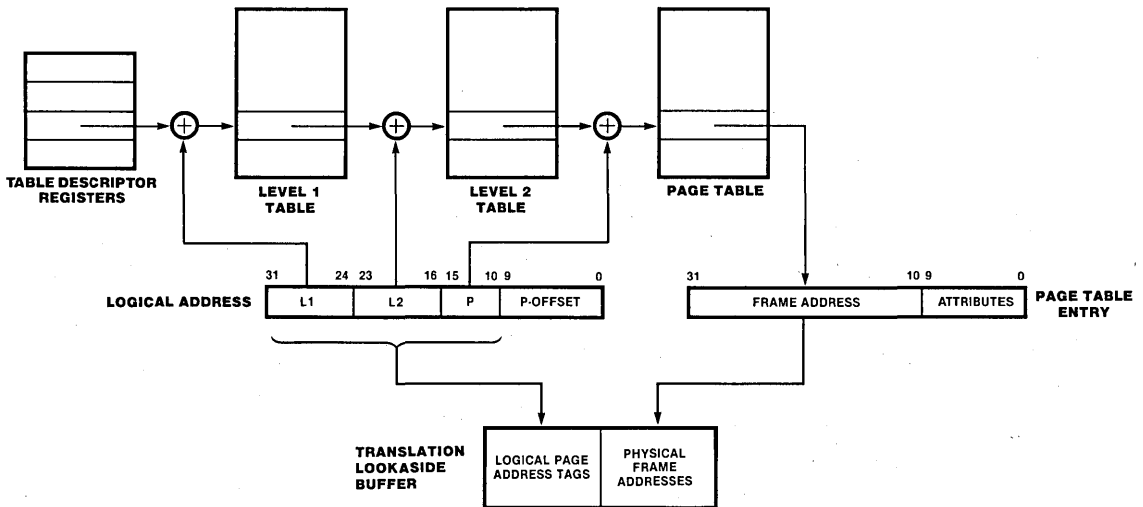 TABLE DESCRIPTOR
REGISTERS
LEVEL 1
TABLE
LEVEL 2
TABLE
PAGE TABLE
31 24 23 16 15 10 9 0
LOGICAL ADDRESS L1 L2 P P-OFFSET
31 10 9 0
FRAME ADDRESS ATTRIBUTES
PAGE TABLE
ENTRY
TRANSLATION
LOOKASIDE
BUFFER
LOGICAL PAGE
ADDRESS TAGS
PHYSICAL
FRAME
ADDRESSES